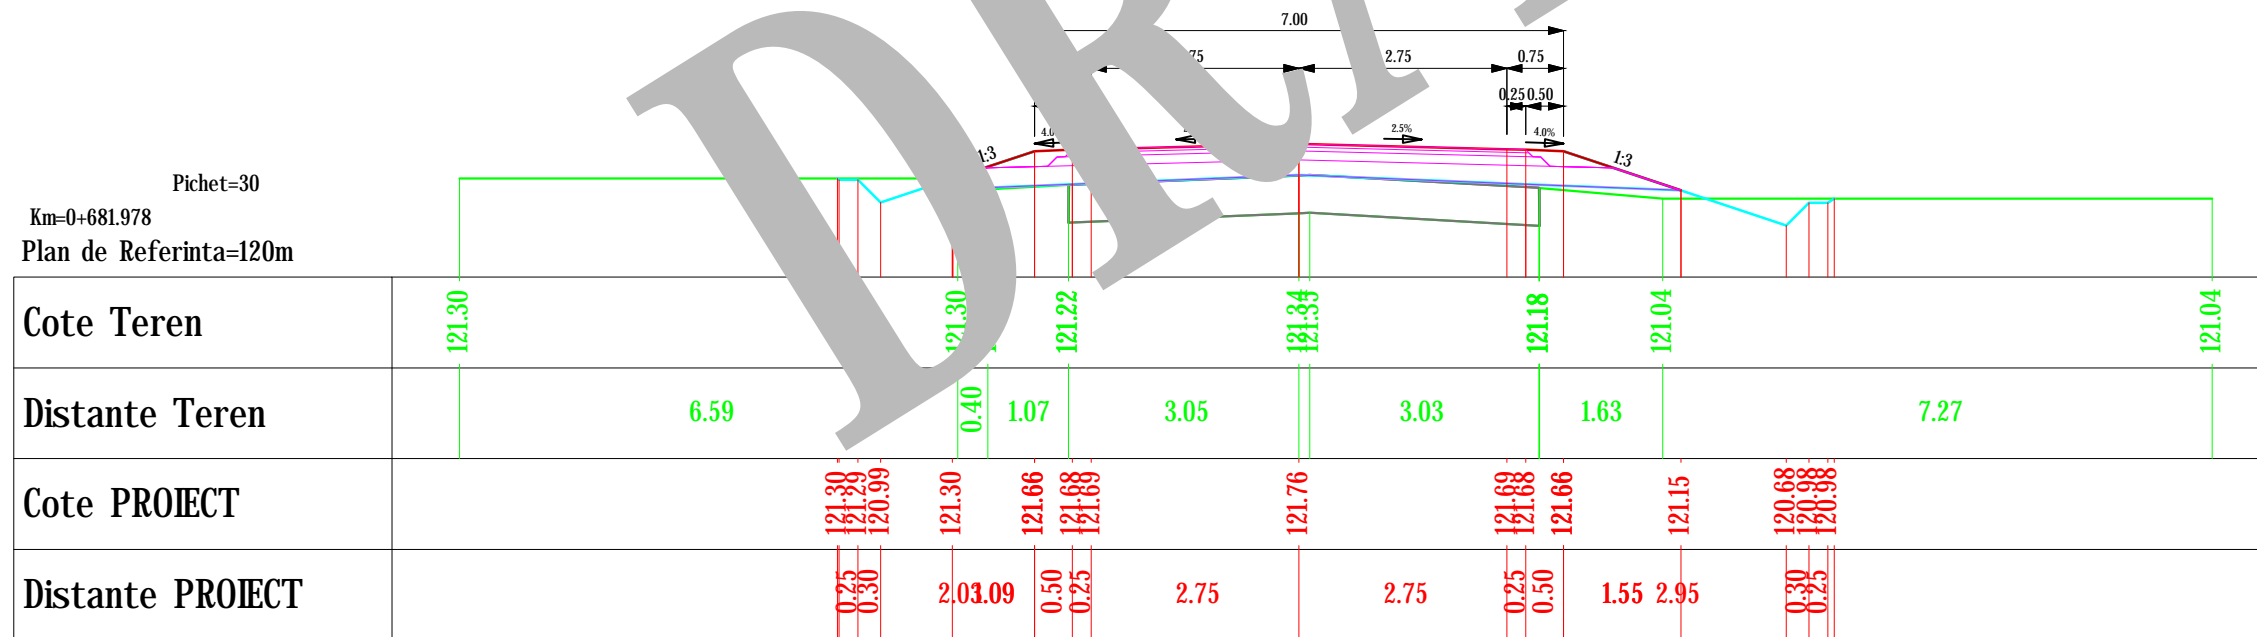 7.00
75 2.75 0.75
0.25 0.50
4.0 2.5% 4.0%
1:3 1:3
Pichet=30
Km=0+681.978
Plan de Referinta=120m
Cote Teren 121.30 121.30 121.22 121.34 121.35 121.18 121.04 121.04
Distante Teren 6.59 0.40 1.07 3.05 3.03 1.63 7.27
Cote PROIECT 121.30 121.29 120.99 121.30 121.66 121.68 121.69 121.76 121.69 121.68 121.66 121.15 120.68 120.98 120.98
Distante PROIECT 0.25 0.30 2.03 1.09 0.50 0.25 2.75 2.75 0.25 0.50 1.55 2.95 0.30 0.25